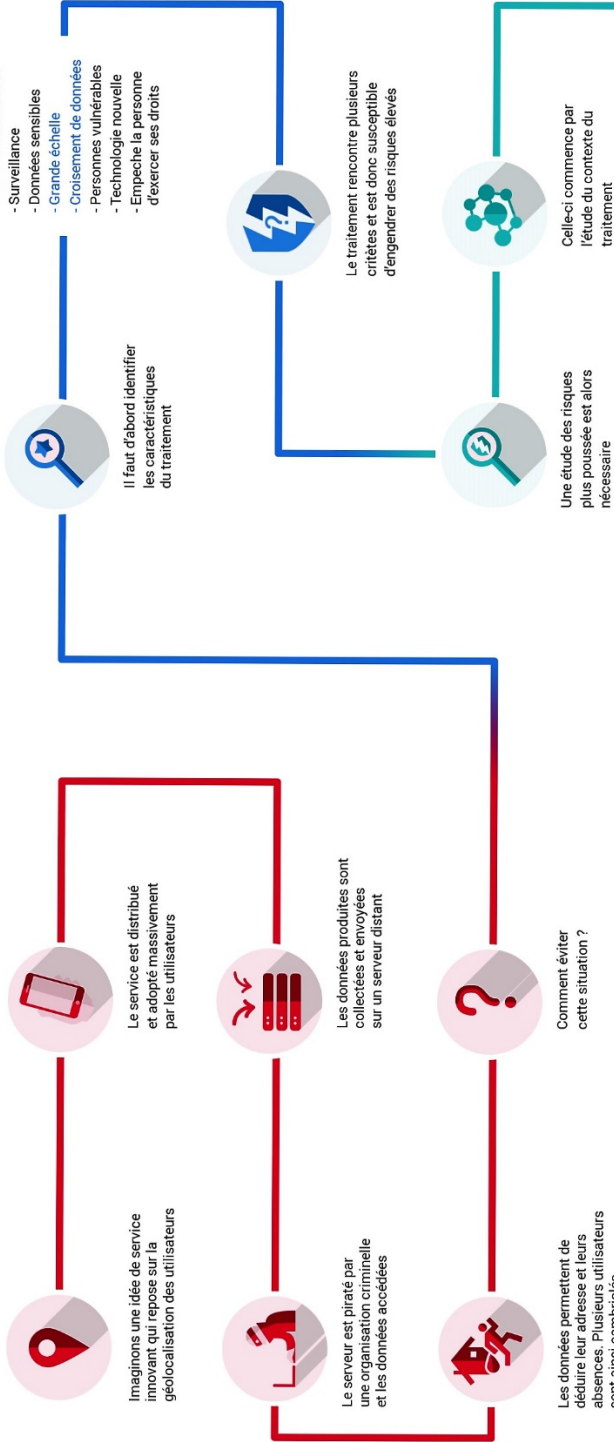 Imaginons une idée de service
innovant qui repose sur la
géolocalisation des utilisateurs
Le service est distribué
et adopté massivement
par les utilisateurs
Les données produites sont
collectées et envoyées
sur un serveur distant
Le serveur est piraté par
une organisation criminelle
et les données accédées
Les données permettent de
déduire leur adresse et leurs
absences. Plusieurs utilisateurs
sont ainsi cambriolés
Comment éviter
cette situation ?
Il faut d'abord identifier
les caractéristiques
du traitement
- Surveillance
- Données sensibles
- Grande échelle
- Croisement de données
- Personnes vulnérables
- Technologie nouvelle
- Empeche la personne
d'exercer ses droits
Le traitement rencontre plusieurs
critètes et est donc susceptible
d'engendrer des risques élevés
Une étude des risques
plus poussée est alors
nécessaire
Celle-ci commence par
l'étude du contexte du
traitement